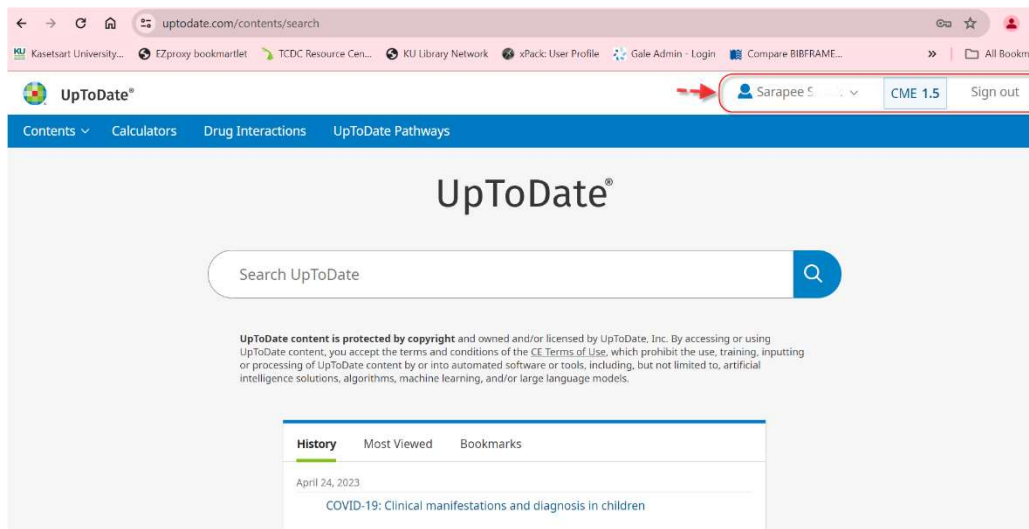 uptodate.com/contents/search
Kasetsart University... EZproxy bookmartlet TCDC Resource Cen... KU Library Network xPacic: User Profile Gale Admin - Login Compare BIBFRAME... » All Bookm
UpToDate® Sarapee S CME 1.5 Sign out
Contents Calculators Drug Interactions UpToDate Pathways
UpToDate®
Search UpToDate
UpToDate content is protected by copyright and owned and/or licensed by UpToDate, Inc. By accessing or using
UpToDate content, you accept the terms and conditions of the CE Terms of Use, which prohibit the use, training, inputting
or processing of UpToDate content by or into automated software or tools, including, but not limited to, artificial
intelligence solutions, algorithms, machine learning, and/or large language models.
History Most Viewed Bookmarks
April 24, 2023
COVID-19: Clinical manifestations and diagnosis in children